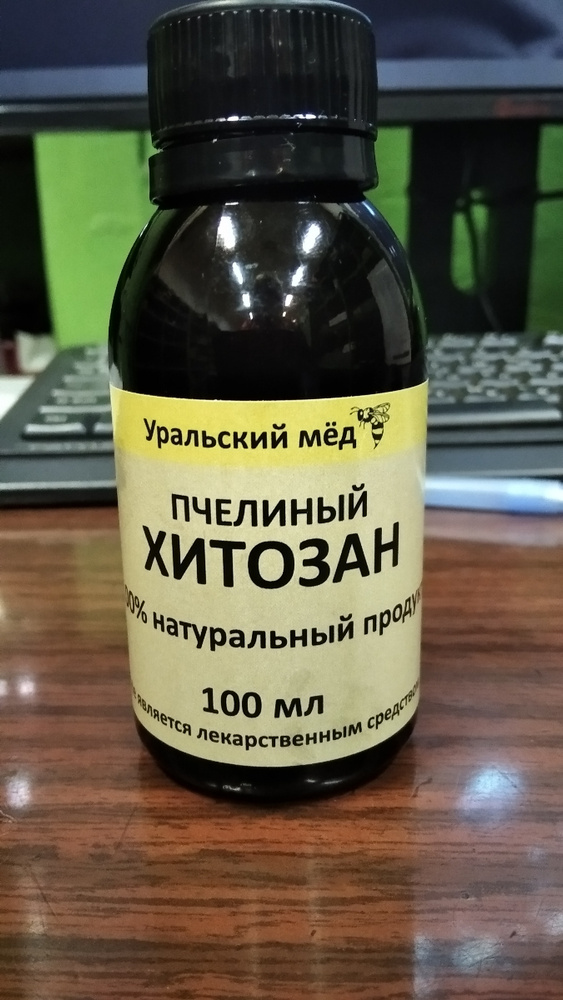 Уральский мёд
ПЧЕЛИНЫЙ
ХИТОЗАН
натуральный
100 мл
является лекарственным